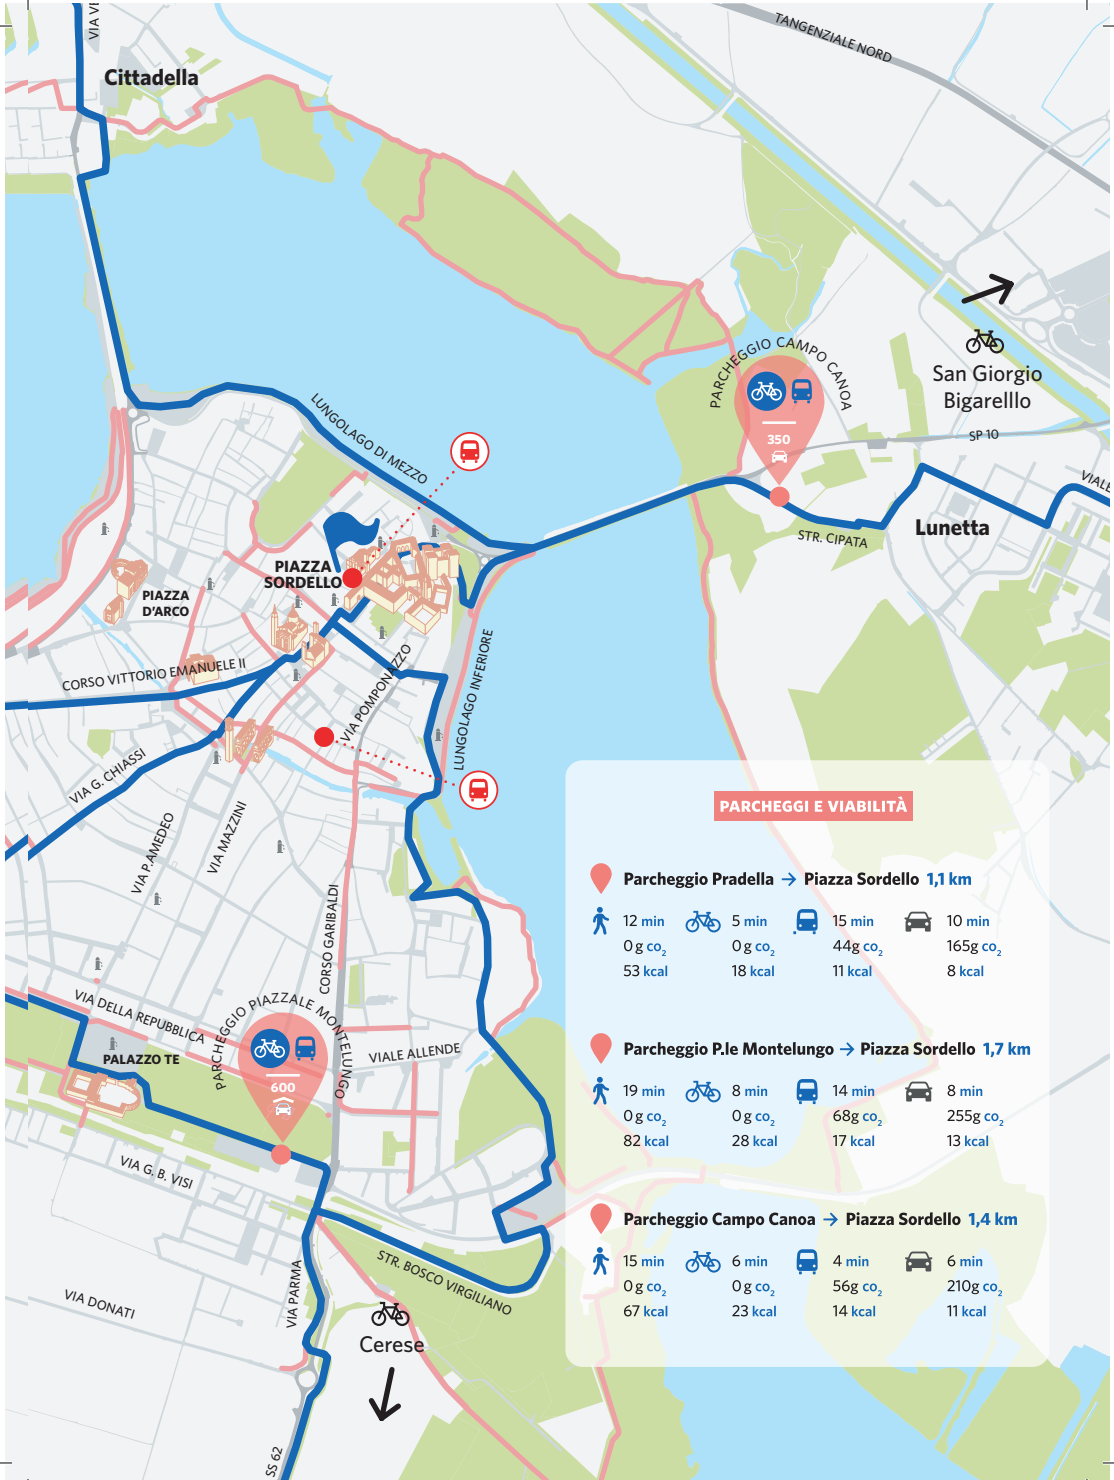 VIA VE
TANGENZIALE NORD
Cittadella
PARCHEGGIO CAMPO CANOA
350
San Giorgio
Bigarelllo
SP 10
VIALE
LUNGOLAGO DI MEZZO
Lunetta
STR. CIPATA
PIAZZA
SORDELLO
PIAZZA
D'ARCO
CORSO VITTORIO EMANUELE II
VIA POMPONAZZO
LUNGOLAGO INFERIORE
VIA G. CHIASSI
VIA P.AMEDEO
VIA MAZZINI
CORSO GARIBALDI
PARCHEGGI E VIABILITÀ
Parcheggio Pradella → Piazza Sordello 1,1 km
12 min 5 min 15 min 10 min
0 g co2 0 g co2 44g co2 165g co2
53 kcal 18 kcal 11 kcal 8 kcal
VIA DELLA REPUBBLICA
PARCHEGGIO PIAZZALE MONTELUNGO
600
PALAZZO TE
VIALE ALLENDE
Parcheggio P.le Montelungo → Piazza Sordello 1,7 km
19 min 8 min 14 min 8 min
0 g co2 0 g co2 68g co2 255g co2
82 kcal 28 kcal 17 kcal 13 kcal
VIA G. B. VISI
Parcheggio Campo Canoa → Piazza Sordello 1,4 km
15 min 6 min 4 min 6 min
0 g co2 0 g co2 56g co2 210g co2
67 kcal 23 kcal 14 kcal 11 kcal
STR. BOSCO VIRGILIANO
VIA PARMA
VIA DONATI
Cerese
SS 62